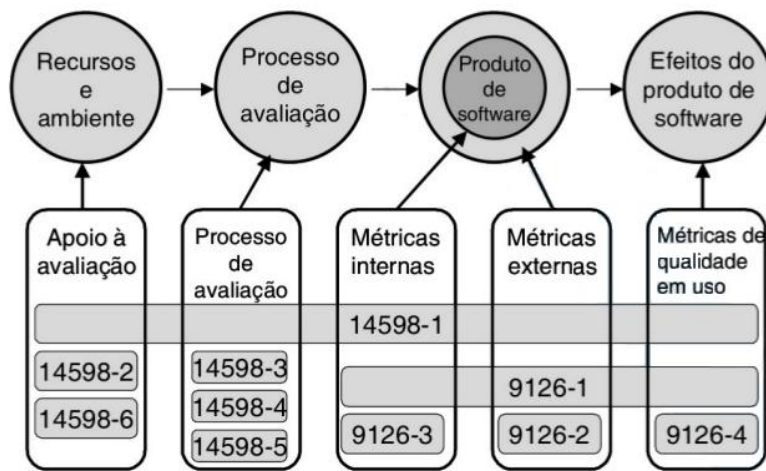 Recursos
e
ambiente
Processo
de
avaliação
Produto
de
software
Efeitos do
produto de
software
Apoio à
avaliação
Processo
de
avaliação
Métricas
internas
Métricas
externas
Métricas de
qualidade
em uso
14598-1
14598-2
14598-6
14598-3
14598-4
14598-5
9126-1
9126-3
9126-2
9126-4